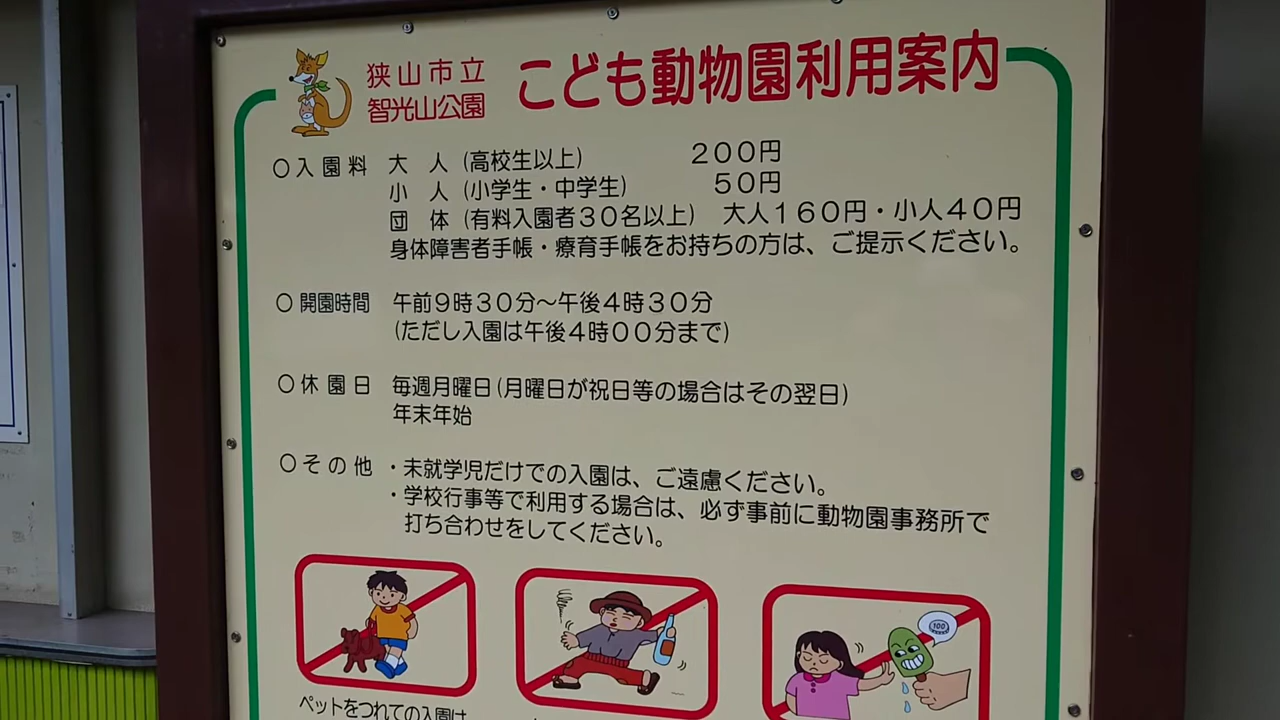 狭山市立
智光山公園
こども動物園利用案内
○入園料 大 人 (高校生以上) 200円
小 人 (小学生・中学生) 50円
団 体 (有料入園者30名以上) 大人160円・小人40円
身体障害者手帳・療育手帳をお持ちの方は、ご提示ください。
○開園時間 午前9時30分～午後4時30分
(ただし入園は午後4時00分まで)
○休園日 毎週月曜日(月曜日が祝日等の場合はその翌日)
年末年始
○その他 ・未就学児だけでの入園は、ご遠慮ください。
・学校行事等で利用する場合は、必ず事前に動物園事務所で
打ち合わせをしてください。
100
ペットをつれての入園は